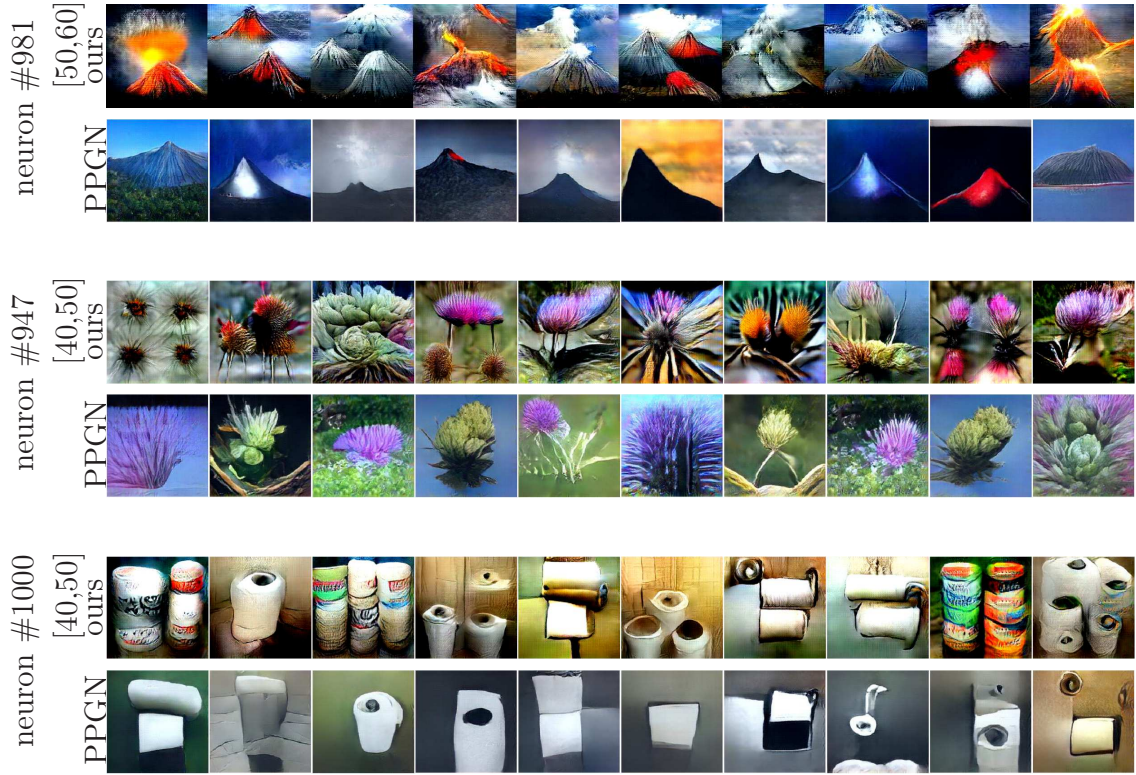 neuron #981
[50,60]
ours
PPGN
neuron #947
[40,50]
ours
PPGN
neuron #1000
[40,50]
ours
PPGN